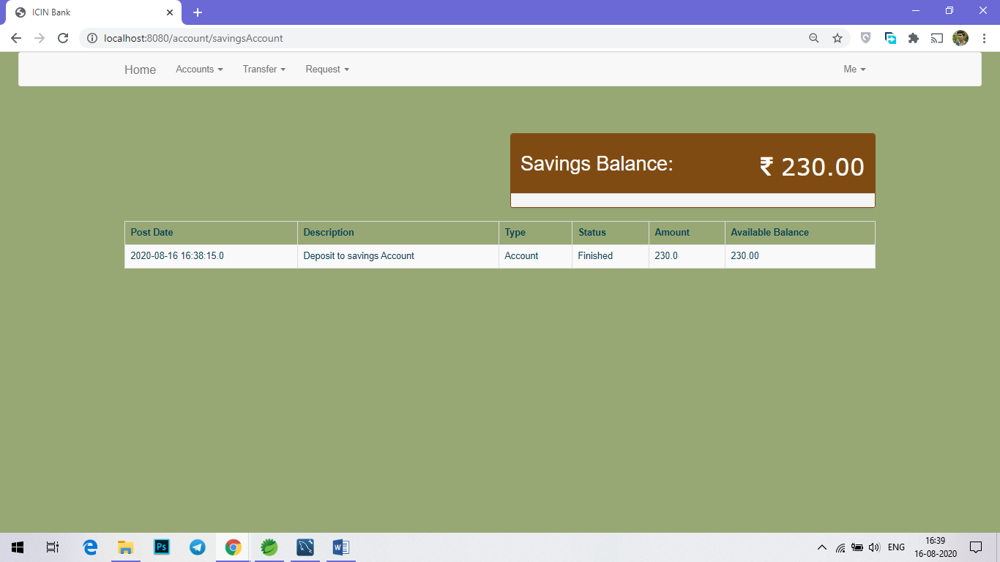 ICIN Bank
localhost:8080/account/savingsAccount
Home Accounts Transfer Request Me
Savings Balance: ₹ 230.00
Post Date Description Type Status Amount Available Balance
2020-08-16 16:38:15.0 Deposit to savings Account Account Finished 230.0 230.00
Ps
ENG 16:39
16-08-2020